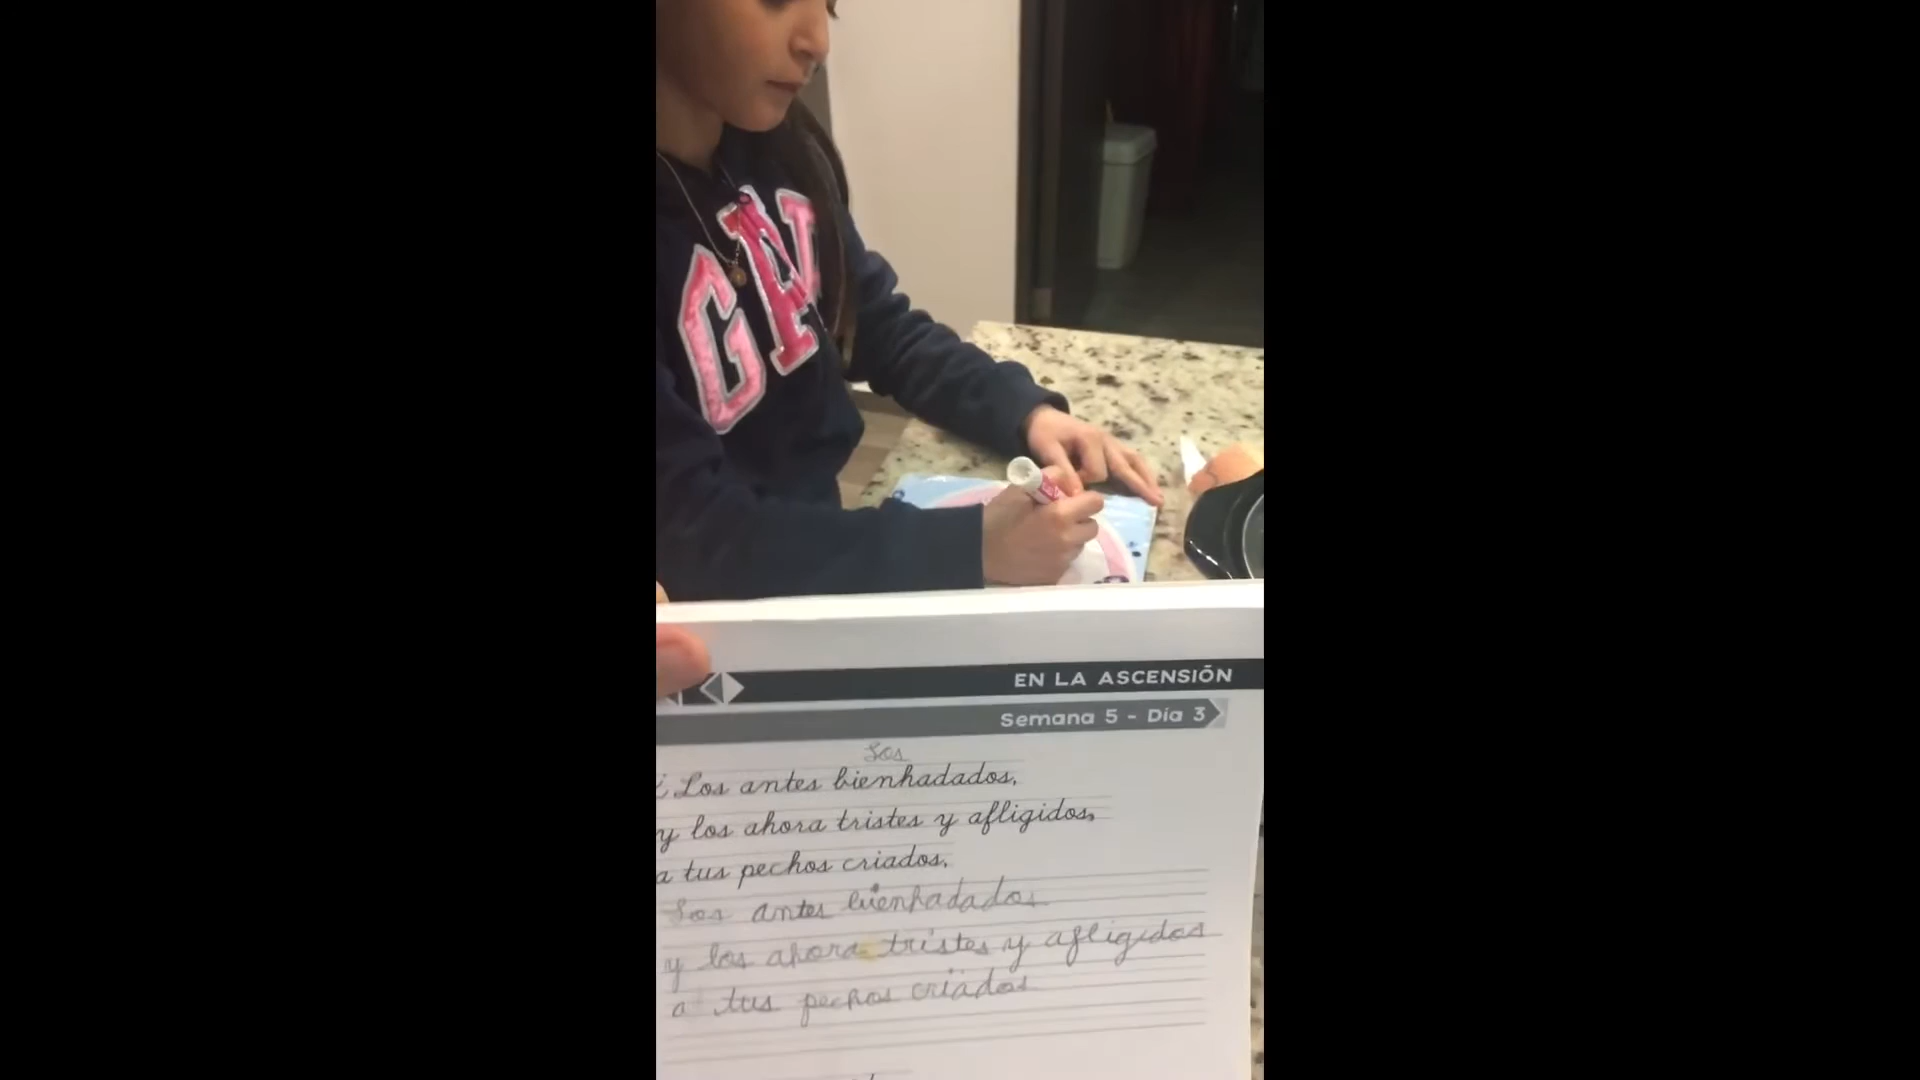 GAP
EN LA ASCENSIÓN
Semana 5 - Día 3
Los
¿Los antes bienhadados,
y los ahora tristes y afligidos,
a tus pechos criados,
Los antes bienhadados
y los ahora tristes y afligidos
a tus pechos criados